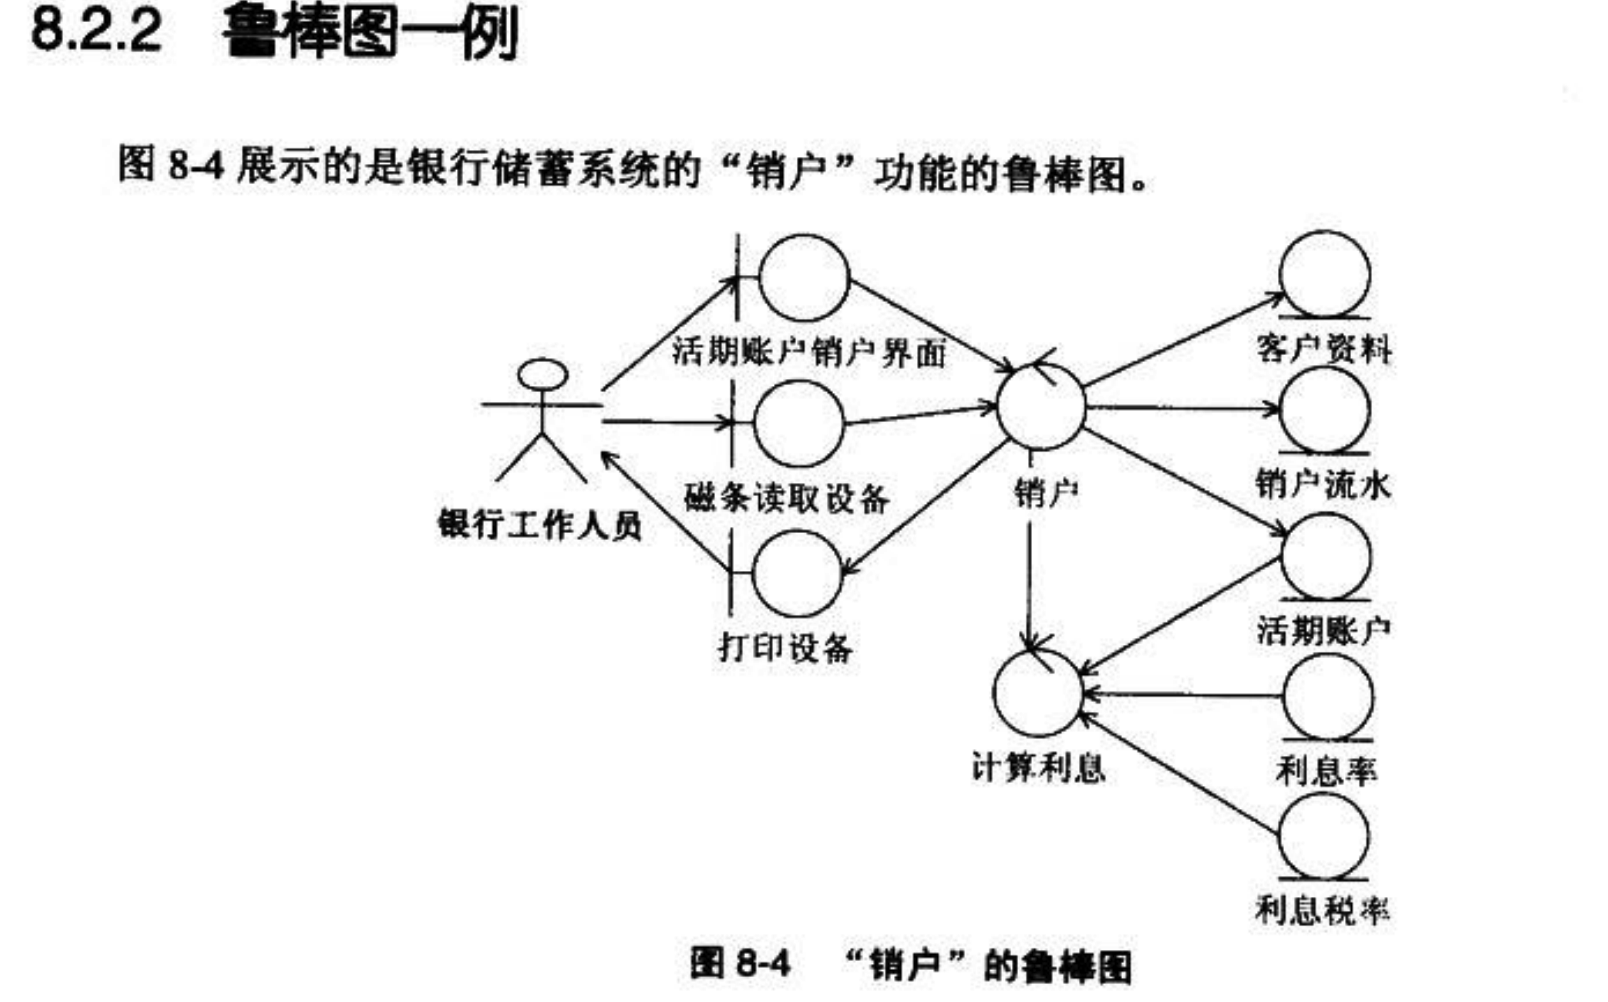 8.2.2 鲁棒图一例
图 8-4 展示的是银行储蓄系统的“销户”功能的鲁棒图。
活期账户销户界面
客户资料
磁条读取设备
销户
销户流水
银行工作人员
打印设备
活期账户
计算利息
利息率
利息税率
图 8-4 “销户”的鲁棒图